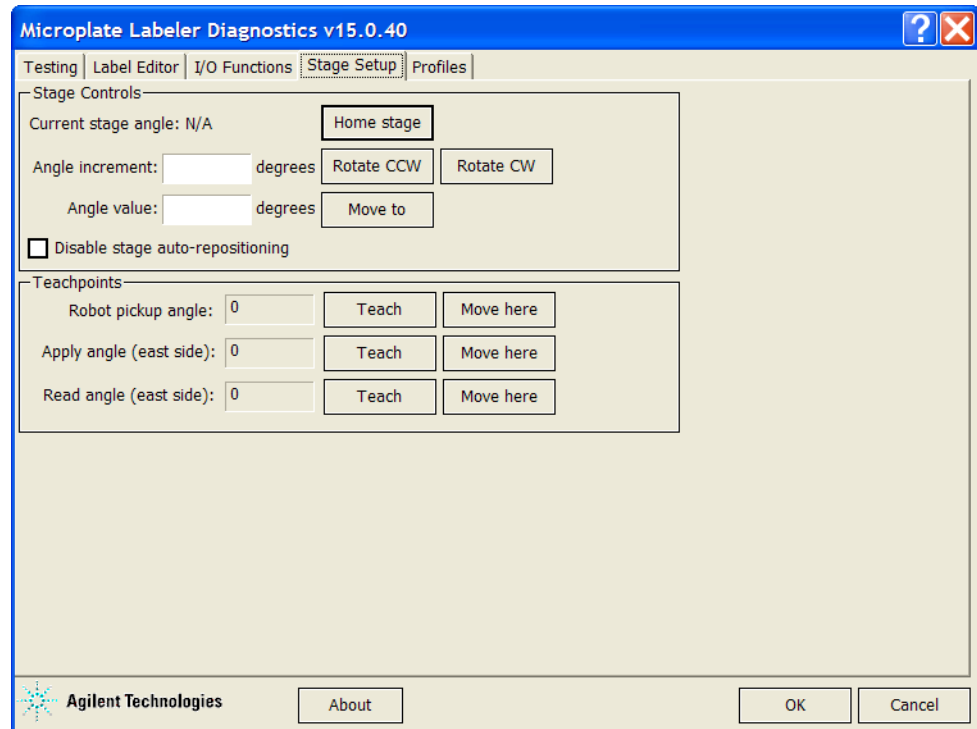 Microplate Labeler Diagnostics v15.0.40
Testing Label Editor I/O Functions Stage Setup Profiles
Stage Controls
Current stage angle: N/A Home stage
Angle increment: degrees Rotate CCW Rotate CW
Angle value: degrees Move to
Disable stage auto-repositioning
Teachpoints
Robot pickup angle: 0 Teach Move here
Apply angle (east side): 0 Teach Move here
Read angle (east side): 0 Teach Move here
Agilent Technologies About OK Cancel